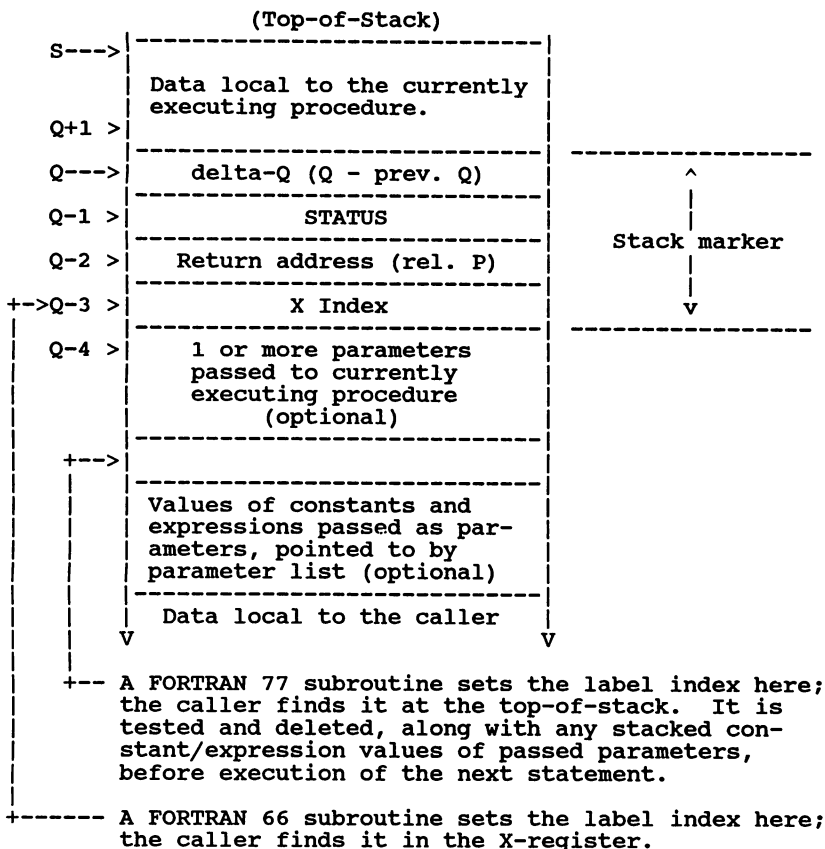 (Top-of-Stack)
S--->
Data local to the currently
executing procedure.
Q+1 >
Q---> delta-Q (Q - prev. Q)
Q-1 > STATUS
Stack marker
Q-2 > Return address (rel. P)
+->Q-3 > X Index
Q-4 > 1 or more parameters
passed to currently
executing procedure
(optional)
+-->
Values of constants and
expressions passed as par-
ameters, pointed to by
parameter list (optional)
Data local to the caller
+-- A FORTRAN 77 subroutine sets the label index here;
the caller finds it at the top-of-stack. It is
tested and deleted, along with any stacked con-
stant/expression values of passed parameters,
before execution of the next statement.
+------ A FORTRAN 66 subroutine sets the label index here;
the caller finds it in the X-register.